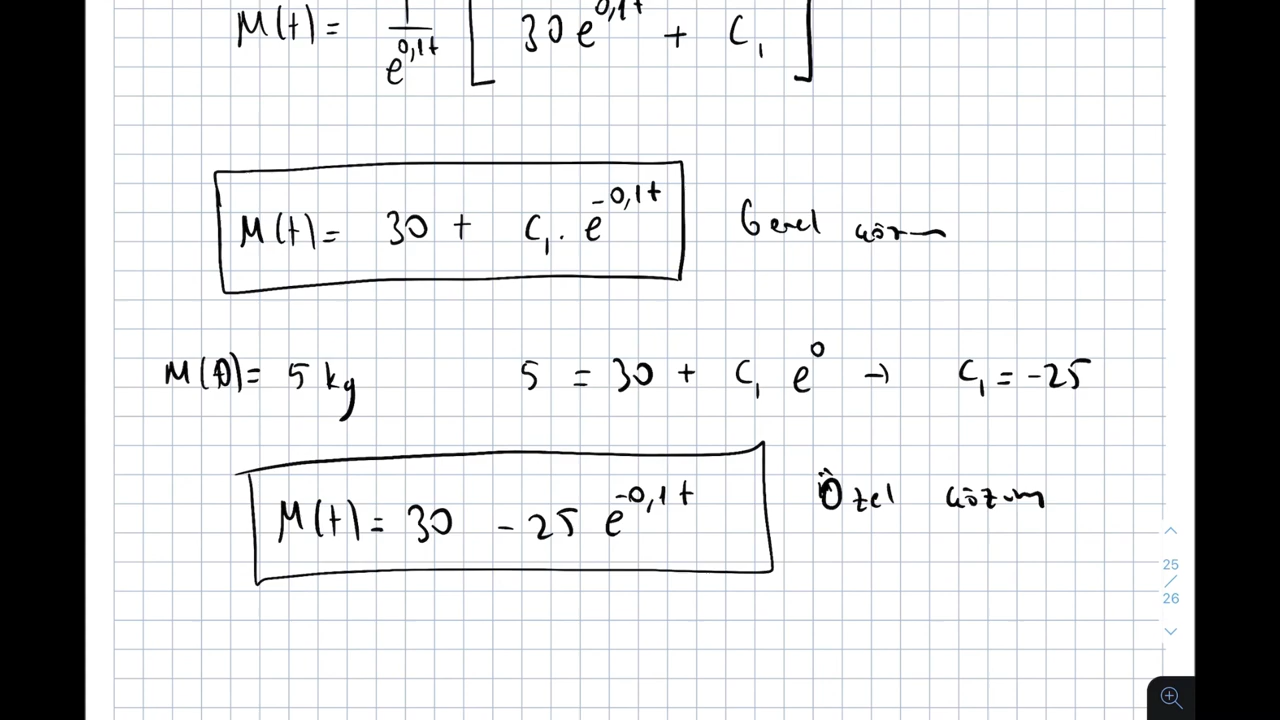 M(t) = 1/e^0,1t [ 30 e^0,1t + C₁ ]
M(t) = 30 + C₁ . e^-0,1t Genel çözüm
M(0) = 5 kg 5 = 30 + C₁ e^0 → C₁ = -25
M(t) = 30 - 25 e^-0,1t Özel çözüm
25
/
26